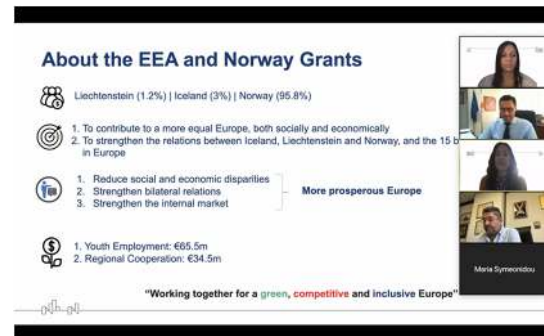 About the EEA and Norway Grants
Liechtenstein (1.2%) | Iceland (3%) | Norway (95.8%)
1. To contribute to a more equal Europe, both socially and economically
2. To strengthen the relations between Iceland, Liechtenstein and Norway, and the 15 b
in Europe
1. Reduce social and economic disparities
2. Strengthen bilateral relations
3. Strengthen the internal market
More prosperous Europe
1. Youth Employment: €65.5m
2. Regional Cooperation: €34.5m
"Working together for a green, competitive and inclusive Europe"
Maria Symeonidou